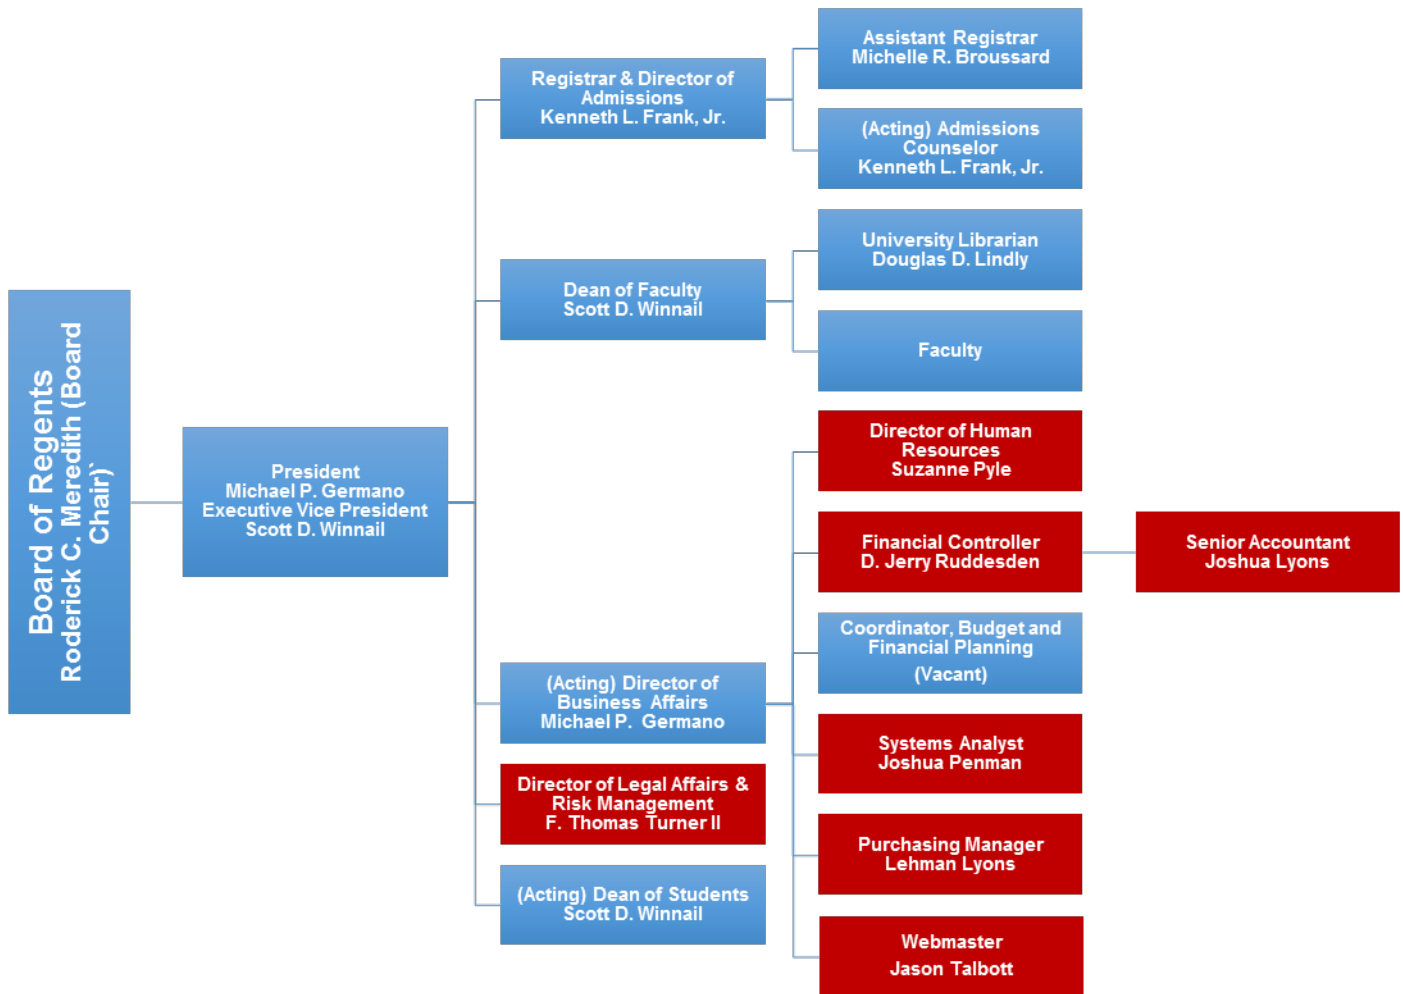 Board of Regents
Roderick C. Meredith (Board
Chair)`
President
Michael P. Germano
Executive Vice President
Scott D. Winnail
Registrar & Director of
Admissions
Kenneth L. Frank, Jr.
Assistant Registrar
Michelle R. Broussard
(Acting) Admissions
Counselor
Kenneth L. Frank, Jr.
Dean of Faculty
Scott D. Winnail
University Librarian
Douglas D. Lindly
Faculty
(Acting) Director of
Business Affairs
Michael P. Germano
Director of Human
Resources
Suzanne Pyle
Financial Controller
D. Jerry Ruddesden
Senior Accountant
Joshua Lyons
Coordinator, Budget and
Financial Planning
(Vacant)
Systems Analyst
Joshua Penman
Purchasing Manager
Lehman Lyons
Webmaster
Jason Talbott
Director of Legal Affairs &
Risk Management
F. Thomas Turner II
(Acting) Dean of Students
Scott D. Winnail